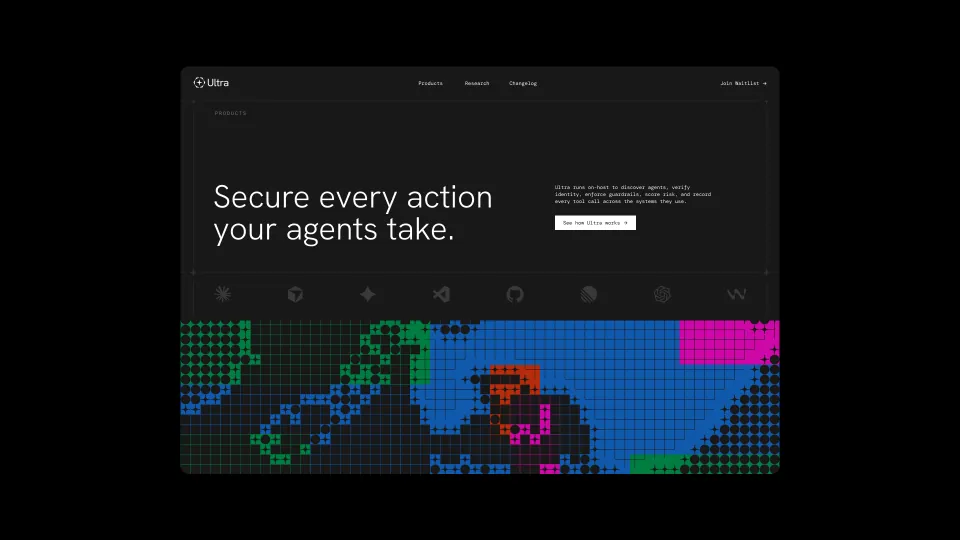 Ultra
Products
Research
Changelog
Join Waitlist →
PRODUCTS
Secure every action
your agents take.
Ultra runs on-host to discover agents, verify
identity, enforce guardrails, score risk, and record
every tool call across the systems they use.
See how Ultra works →